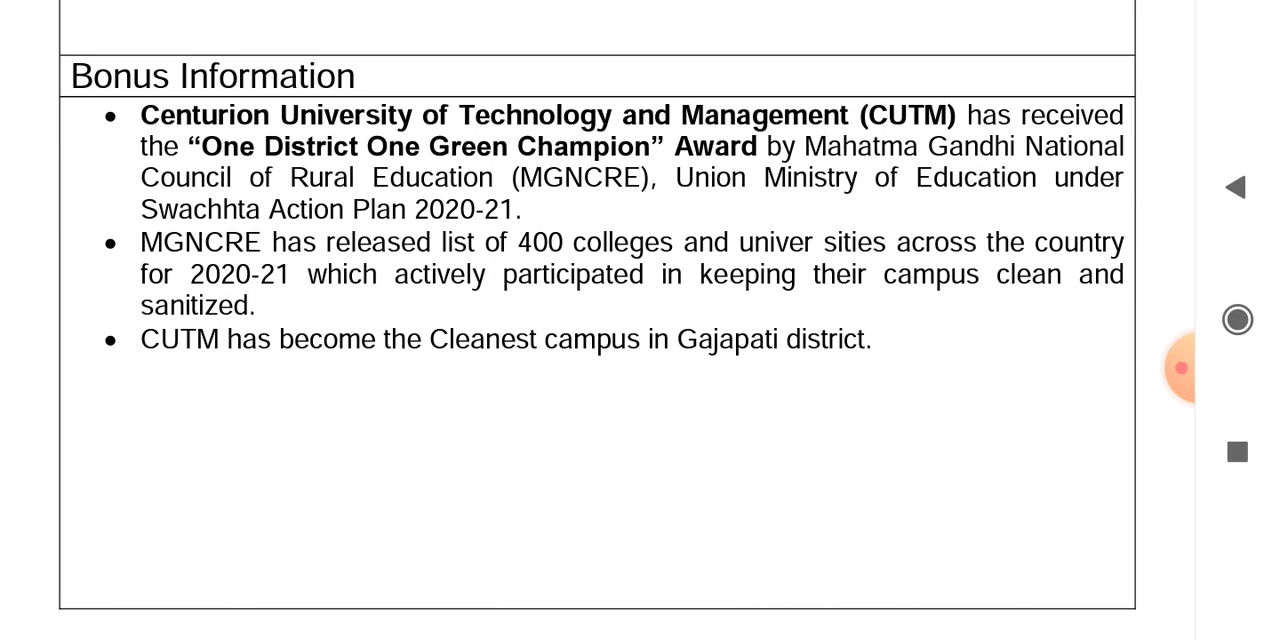 Bonus Information
• Centurion University of Technology and Management (CUTM) has received
the “One District One Green Champion” Award by Mahatma Gandhi National
Council of Rural Education (MGNCRE), Union Ministry of Education under
Swachhta Action Plan 2020-21.
• MGNCRE has released list of 400 colleges and univer sities across the country
for 2020-21 which actively participated in keeping their campus clean and
sanitized.
• CUTM has become the Cleanest campus in Gajapati district.